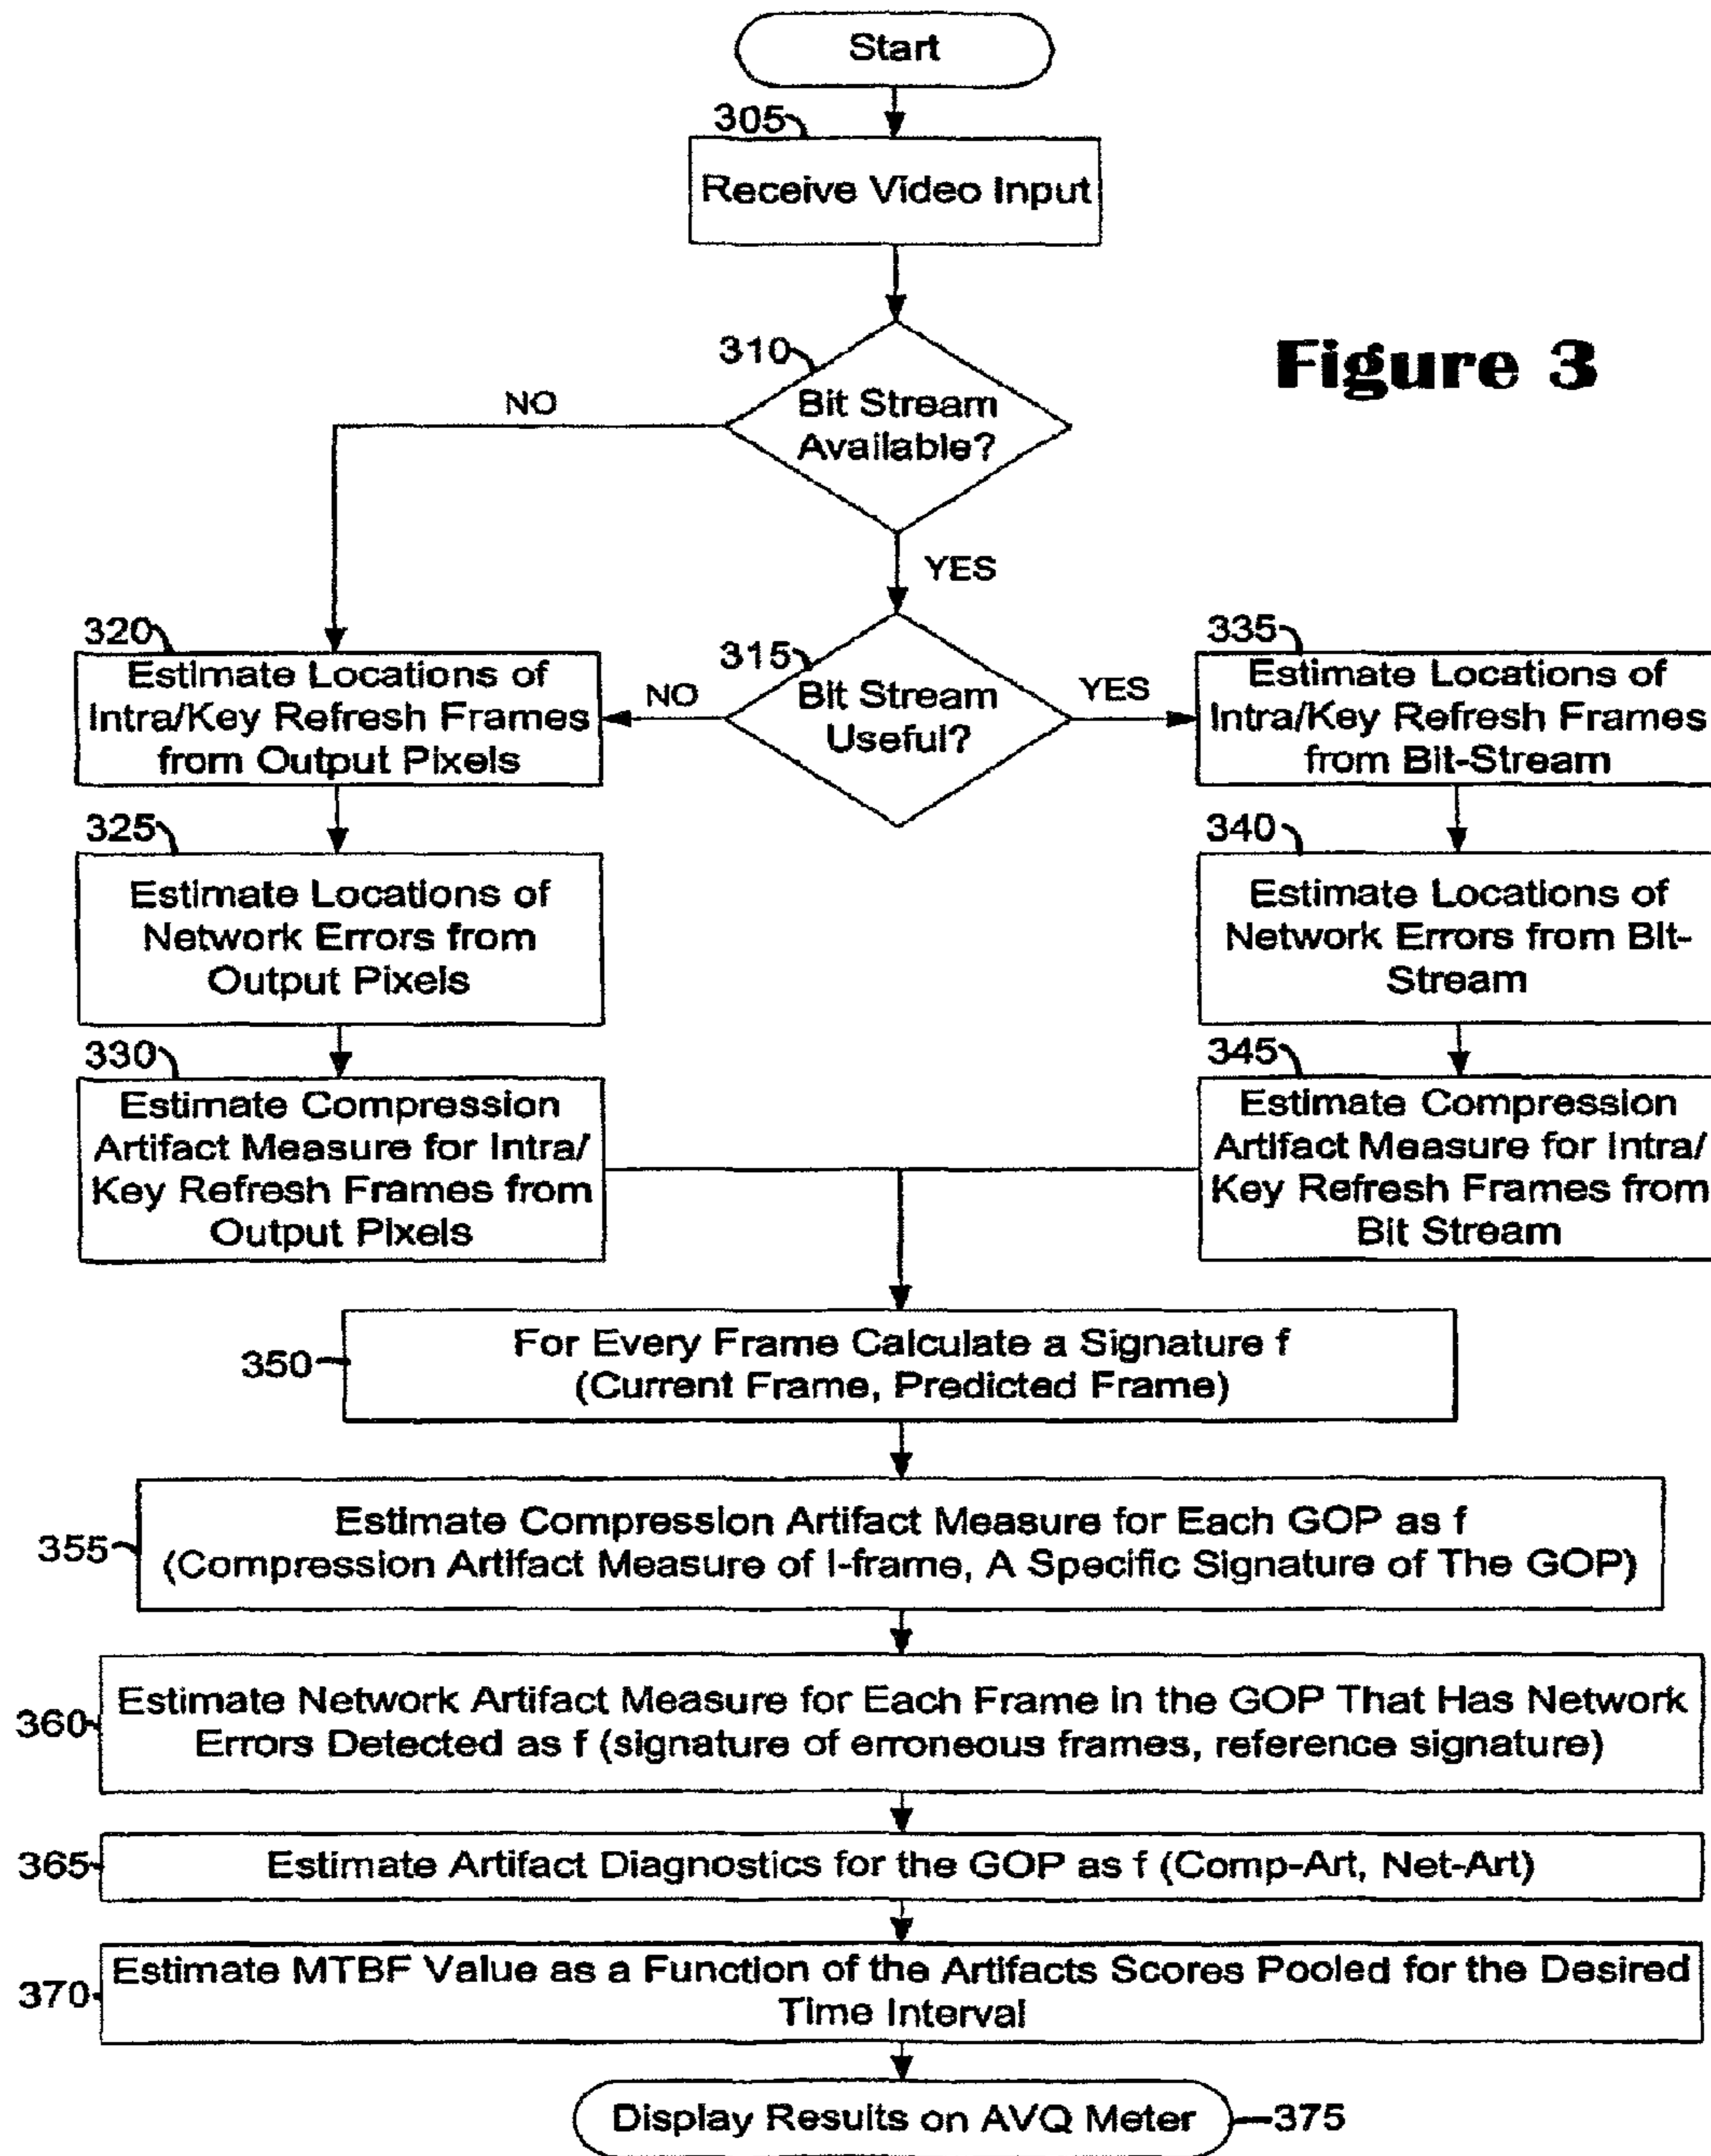 Start
305
Receive Video Input
Figure 3
310
Bit Stream
Available?
NO
YES
320
Estimate Locations of
Intra/Key Refresh Frames
from Output Pixels
315
Bit Stream
Useful?
NO
YES
335
Estimate Locations of
Intra/Key Refresh Frames
from Bit-Stream
325
Estimate Locations of
Network Errors from
Output Pixels
340
Estimate Locations of
Network Errors from Bit-
Stream
330
Estimate Compression
Artifact Measure for Intra/
Key Refresh Frames from
Output Pixels
345
Estimate Compression
Artifact Measure for Intra/
Key Refresh Frames from
Bit Stream
350
For Every Frame Calculate a Signature f
(Current Frame, Predicted Frame)
355
Estimate Compression Artifact Measure for Each GOP as f
(Compression Artifact Measure of I-frame, A Specific Signature of The GOP)
360
Estimate Network Artifact Measure for Each Frame in the GOP That Has Network
Errors Detected as f (signature of erroneous frames, reference signature)
365
Estimate Artifact Diagnostics for the GOP as f (Comp-Art, Net-Art)
370
Estimate MTBF Value as a Function of the Artifacts Scores Pooled for the Desired
Time Interval
Display Results on AVQ Meter
375